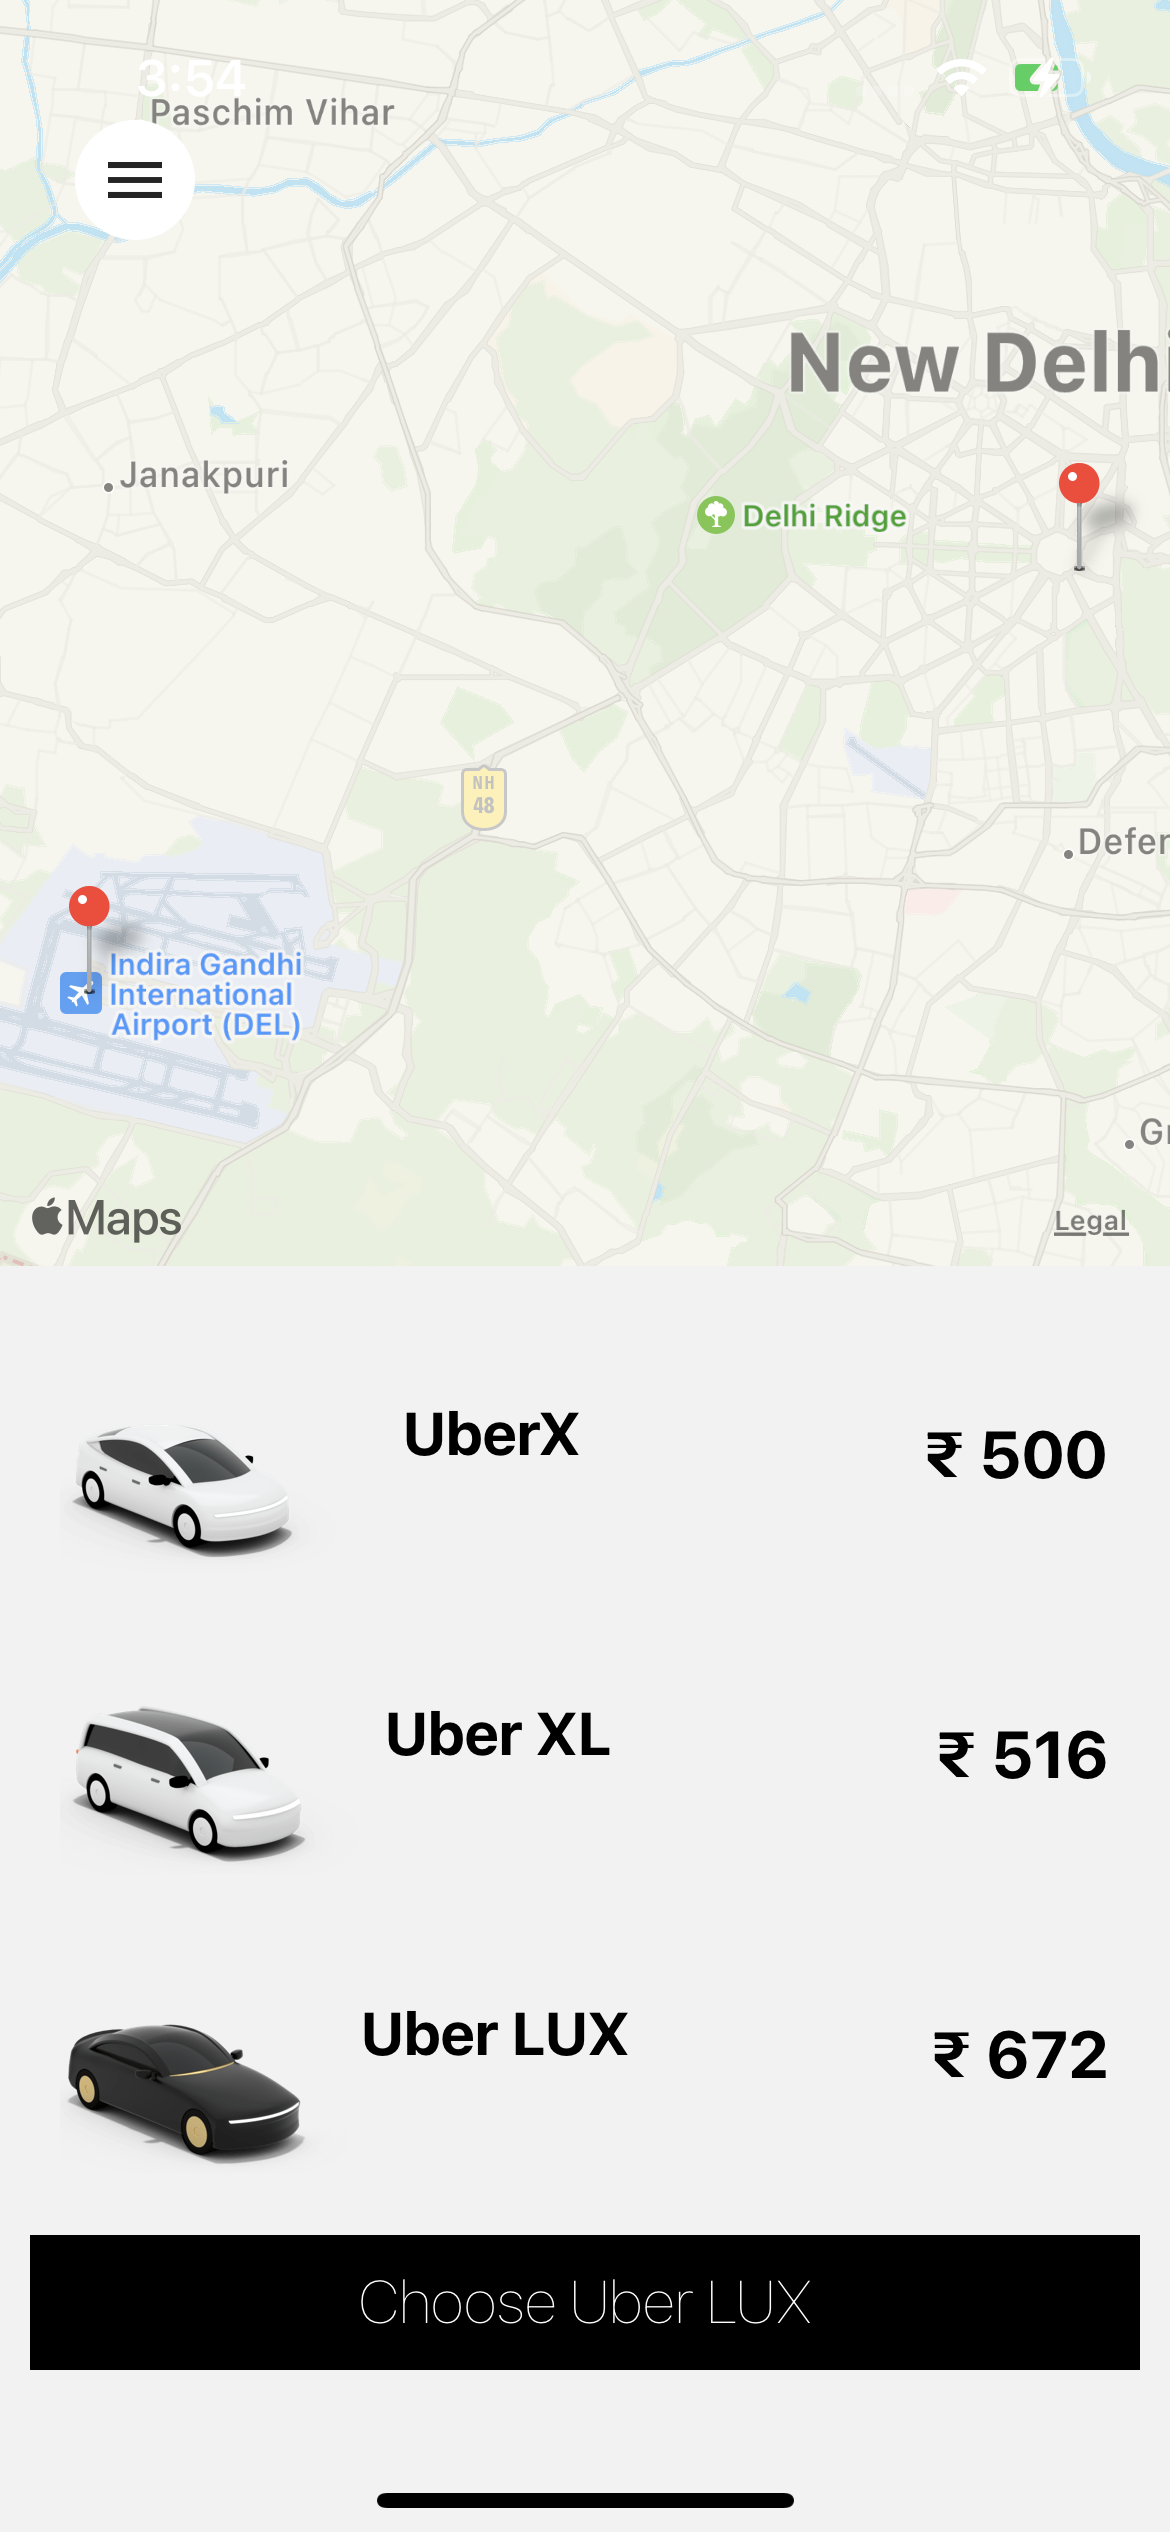 3:54
Paschim Vihar
New Delhi
Janakpuri
Delhi Ridge
NH
48
Defen
Indira Gandhi
International
Airport (DEL)
Gr
Maps
Legal
UberX
₹ 500
Uber XL
₹ 516
Uber LUX
₹ 672
Choose Uber LUX